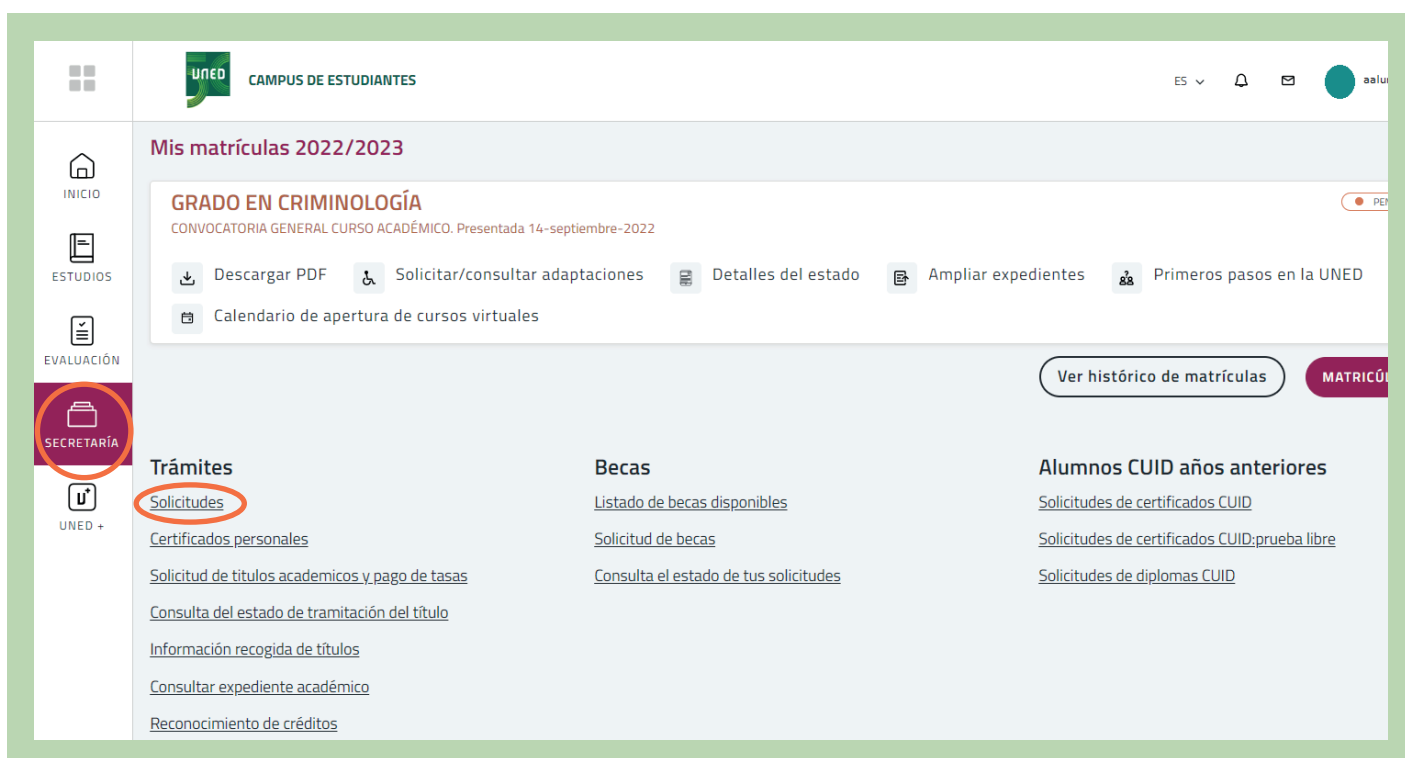 UNED
CAMPUS DE ESTUDIANTES
ES
INICIO
ESTUDIOS
EVALUACIÓN
SECRETARÍA
UNED +
Mis matrículas 2022/2023
GRADO EN CRIMINOLOGÍA
CONVOCATORIA GENERAL CURSO ACADÉMICO. Presentada 14-septiembre-2022
Descargar PDF
Solicitar/consultar adaptaciones
Detalles del estado
Ampliar expedientes
Primeros pasos en la UNED
Calendario de apertura de cursos virtuales
Ver histórico de matrículas
Trámites
Solicitudes
Certificados personales
Solicitud de titulos academicos y pago de tasas
Consulta del estado de tramitación del título
Información recogida de títulos
Consultar expediente académico
Reconocimiento de créditos
Becas
Listado de becas disponibles
Solicitud de becas
Consulta el estado de tus solicitudes
Alumnos CUID años anteriores
Solicitudes de certificados CUID
Solicitudes de certificados CUID:prueba libre
Solicitudes de diplomas CUID